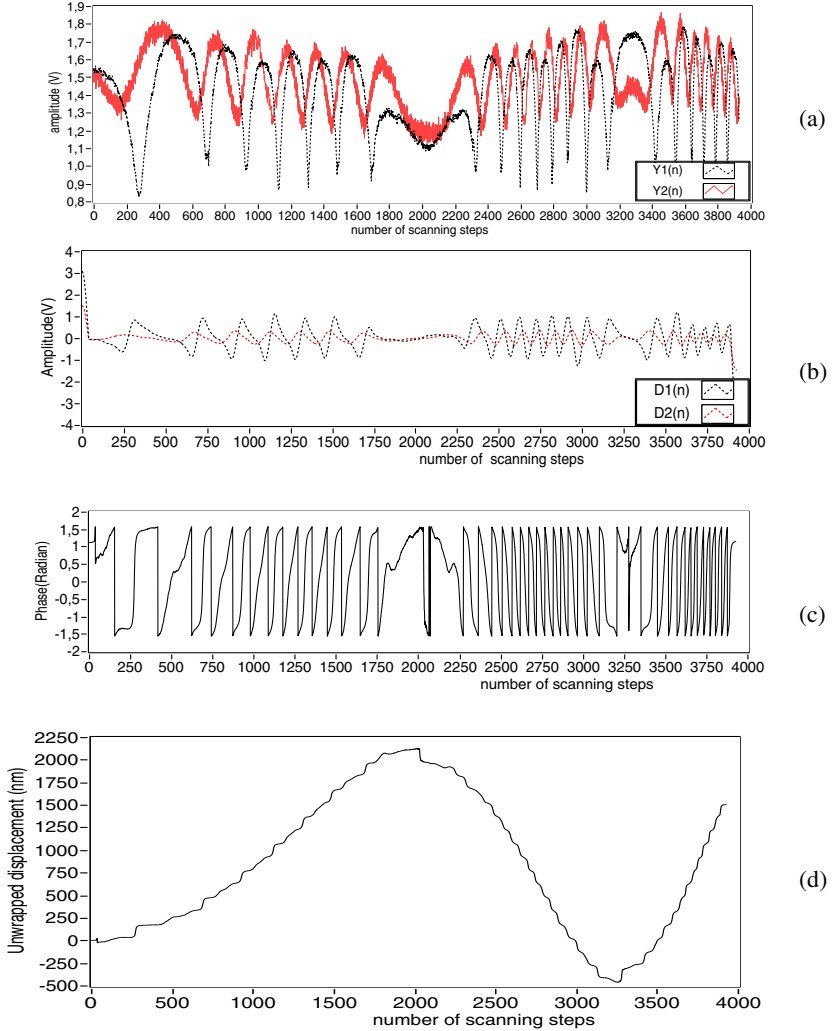 1,9
1,8
1,7
1,6
1,5
1,4
1,3
1,2
1,1
1,0
0,9
0,8
amplitude (V)
0 200 400 600 800 1000 1200 1400 1600 1800 2000 2200 2400 2600 2800 3000 3200 3400 3600 3800 4000
number of scanning steps
Y1(n)
Y2(n)
(a)
4
3
2
1
0
-1
-2
-3
-4
Amplitude(V)
0 250 500 750 1000 1250 1500 1750 2000 2250 2500 2750 3000 3250 3500 3750 4000
number of scanning steps
D1(n)
D2(n)
(b)
2
1,5
1
0,5
0
-0,5
-1
-1,5
-2
Phase(Radian)
0 250 500 750 1000 1250 1500 1750 2000 2250 2500 2750 3000 3250 3500 3750 4000
number of scanning steps
(c)
2250
2000
1750
1500
1250
1000
750
500
250
0
-250
-500
Unwrapped displacement (nm)
0 500 1000 1500 2000 2500 3000 3500 4000
number of scanning steps
(d)